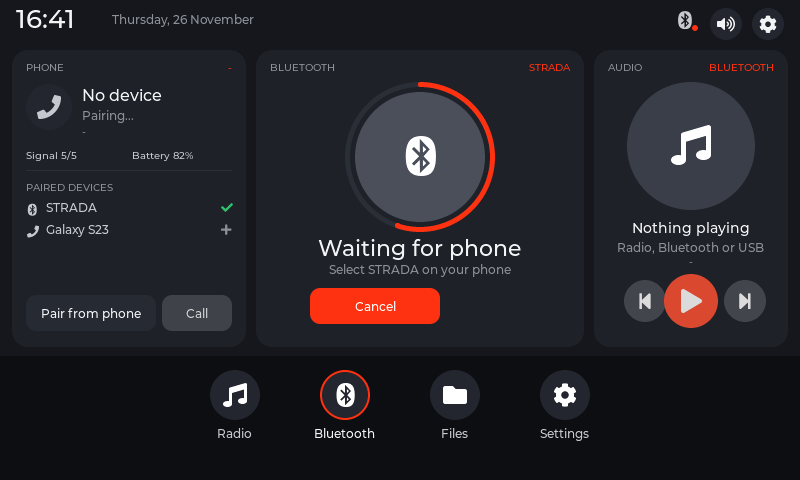 16:41
Thursday, 26 November
PHONE
-
No device
Pairing...
-
Signal 5/5
Battery 82%
PAIRED DEVICES
STRADA
Galaxy S23
Pair from phone
Call
BLUETOOTH
STRADA
Waiting for phone
Select STRADA on your phone
Cancel
AUDIO
BLUETOOTH
Nothing playing
Radio, Bluetooth or USB
-
Radio
Bluetooth
Files
Settings